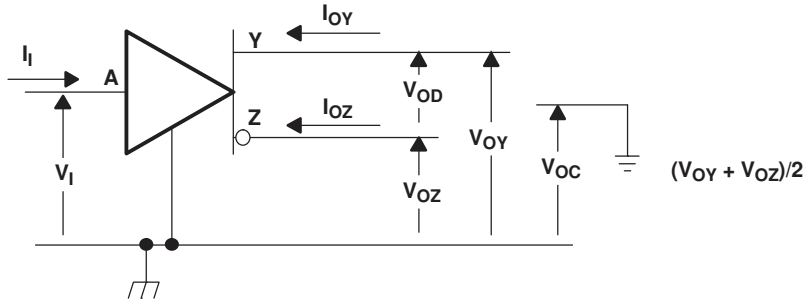 I_OY
I_I
Y
A
V_OD
I_OZ
Z
V_OY
V_I
V_OC
(V_OY + V_OZ)/2
V_OZ